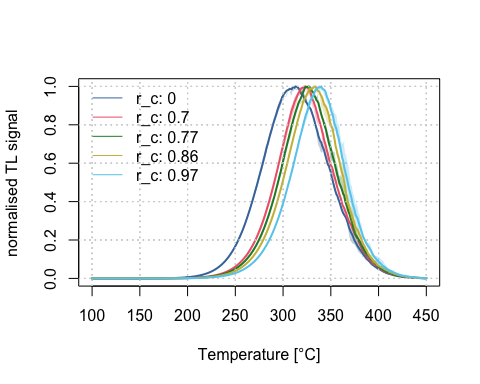 normalised TL signal
1.0
0.8
0.6
0.4
0.2
0.0
r_c: 0
r_c: 0.7
r_c: 0.77
r_c: 0.86
r_c: 0.97
100 150 200 250 300 350 400 450
Temperature [°C]